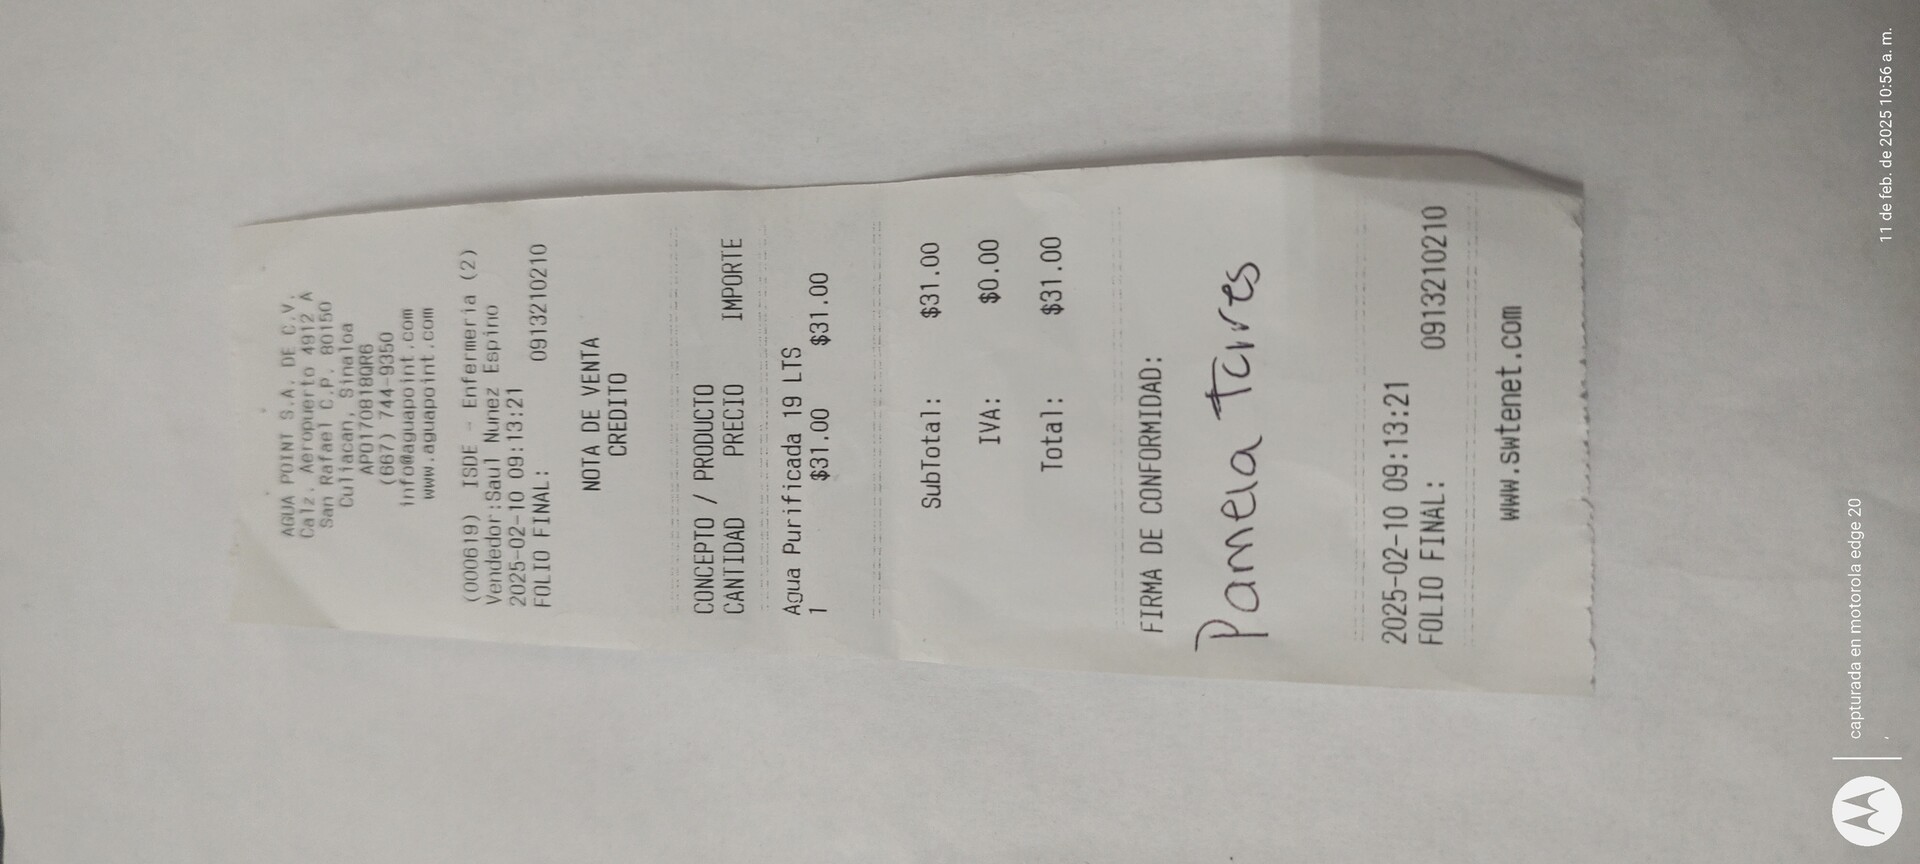 AGUA POINT S.A. DE C.V.
Calz. Aeropuerto 4912 A
San Rafael C.P. 80150
Culiacan, Sinaloa
APO170818QR6
(667) 744-9350
info@aguapoint.com
www.aguapoint.com
(000619) ISDE - Enfermeria (2)
Vendedor:Saul Nunez Espino
2025-02-10 09:13:21
FOLIO FINAL: 0913210210
NOTA DE VENTA
CREDITO
CONCEPTO / PRODUCTO
CANTIDAD PRECIO IMPORTE
Agua Purificada 19 LTS
1 $31.00 $31.00
SubTotal: $31.00
IVA: $0.00
Total: $31.00
FIRMA DE CONFORMIDAD:
Pamela Torres
2025-02-10 09:13:21
FOLIO FINAL: 0913210210
www.swtenet.com
capturada en motorola edge 20
11 de feb. de 2025 10:56 a. m.